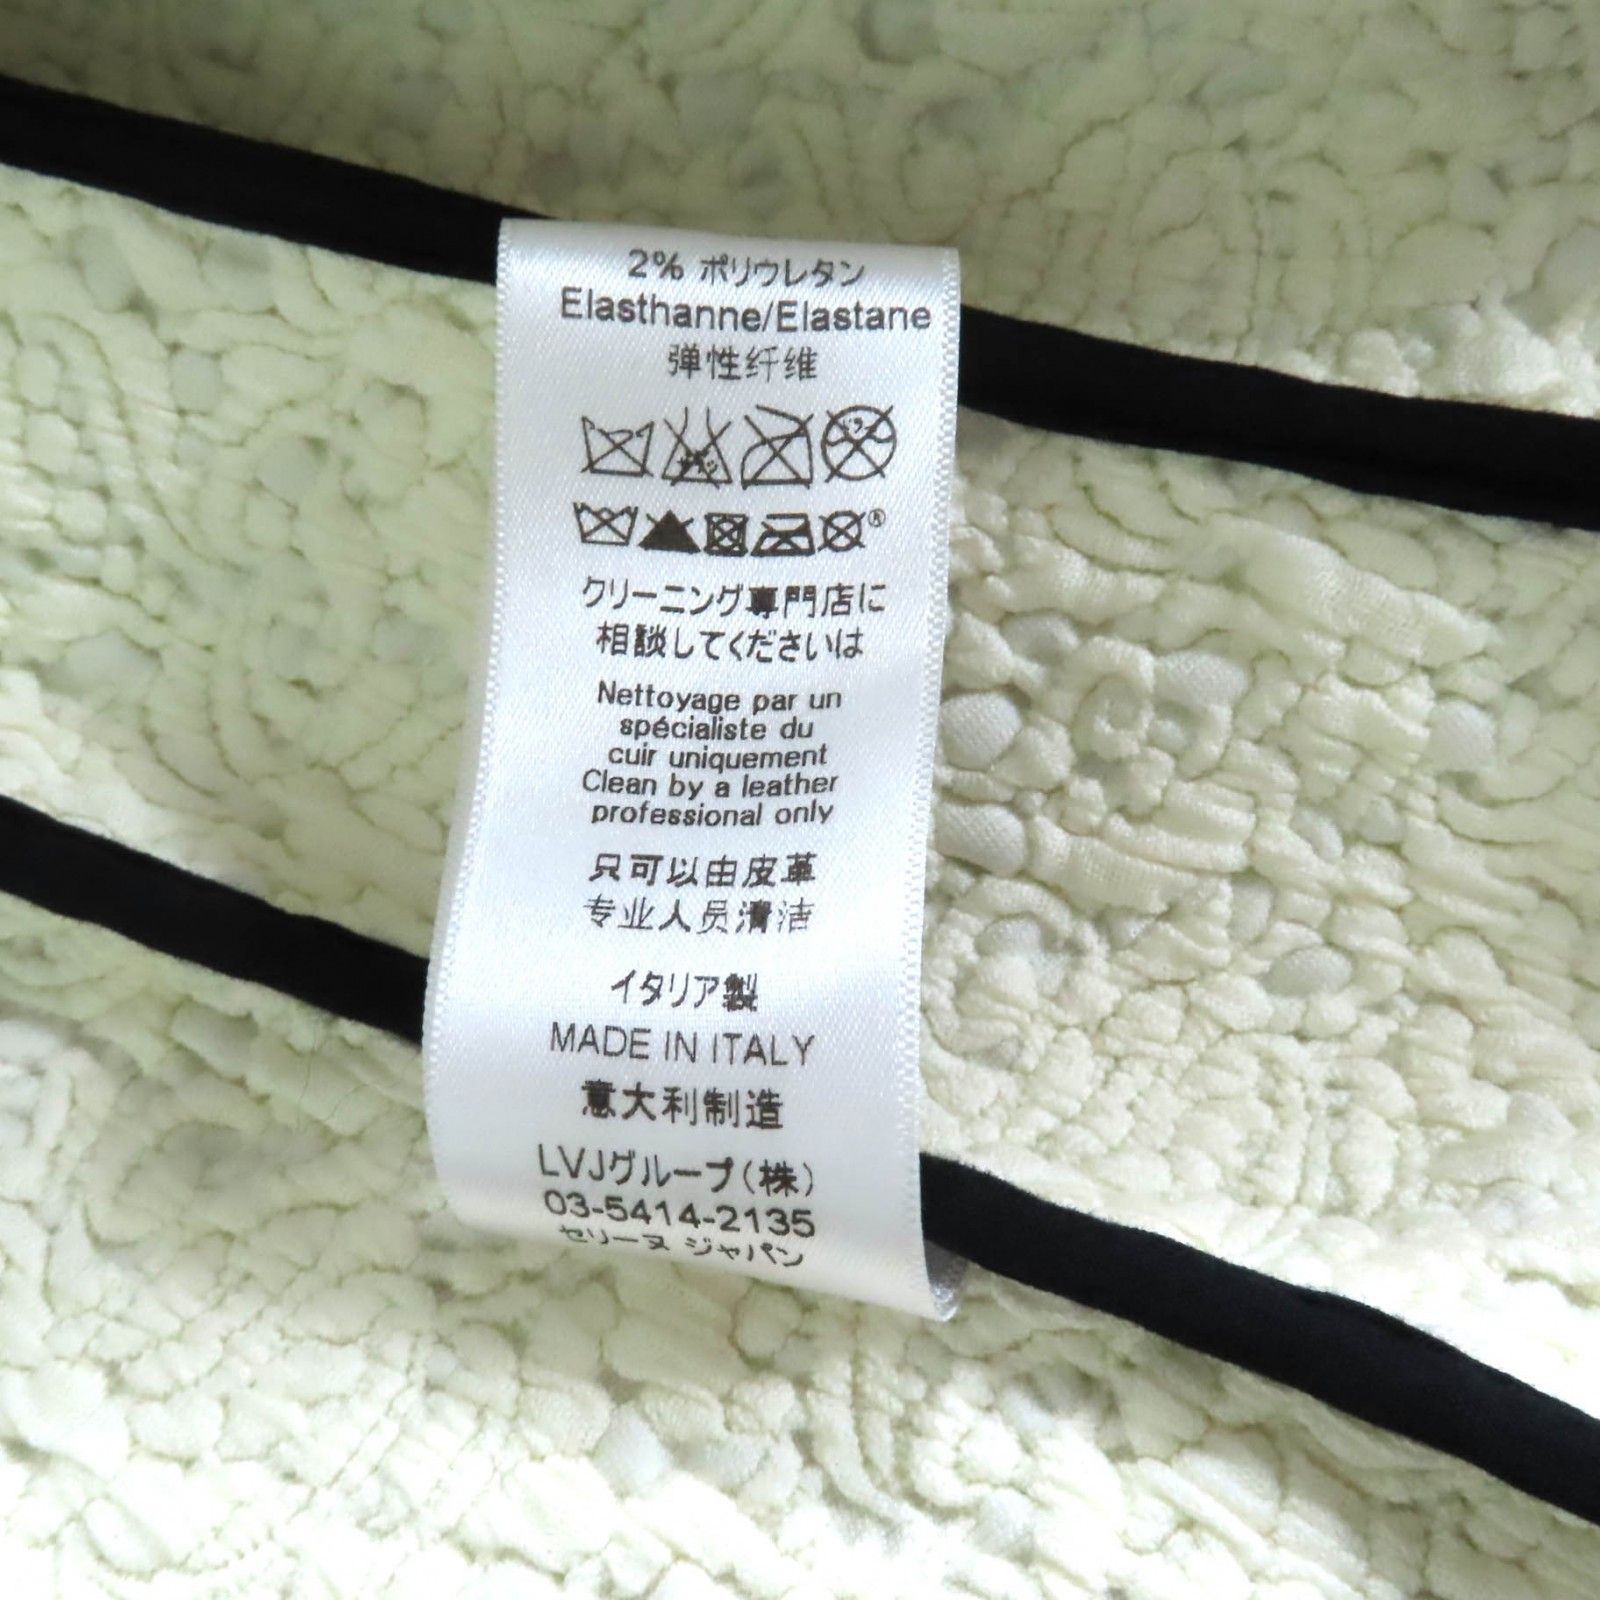 2% ポリウレタン
Elasthanne/Elastane
弹性纤维
®
クリーニング専門店に
相談してくださいは
Nettoyage par un
spécialiste du
cuir uniquement
Clean by a leather
professional only
只可以由皮革
专业人员清洁
イタリア製
MADE IN ITALY
意大利制造
LVJグループ(株)
03-5414-2135
セリーヌ ジャパン